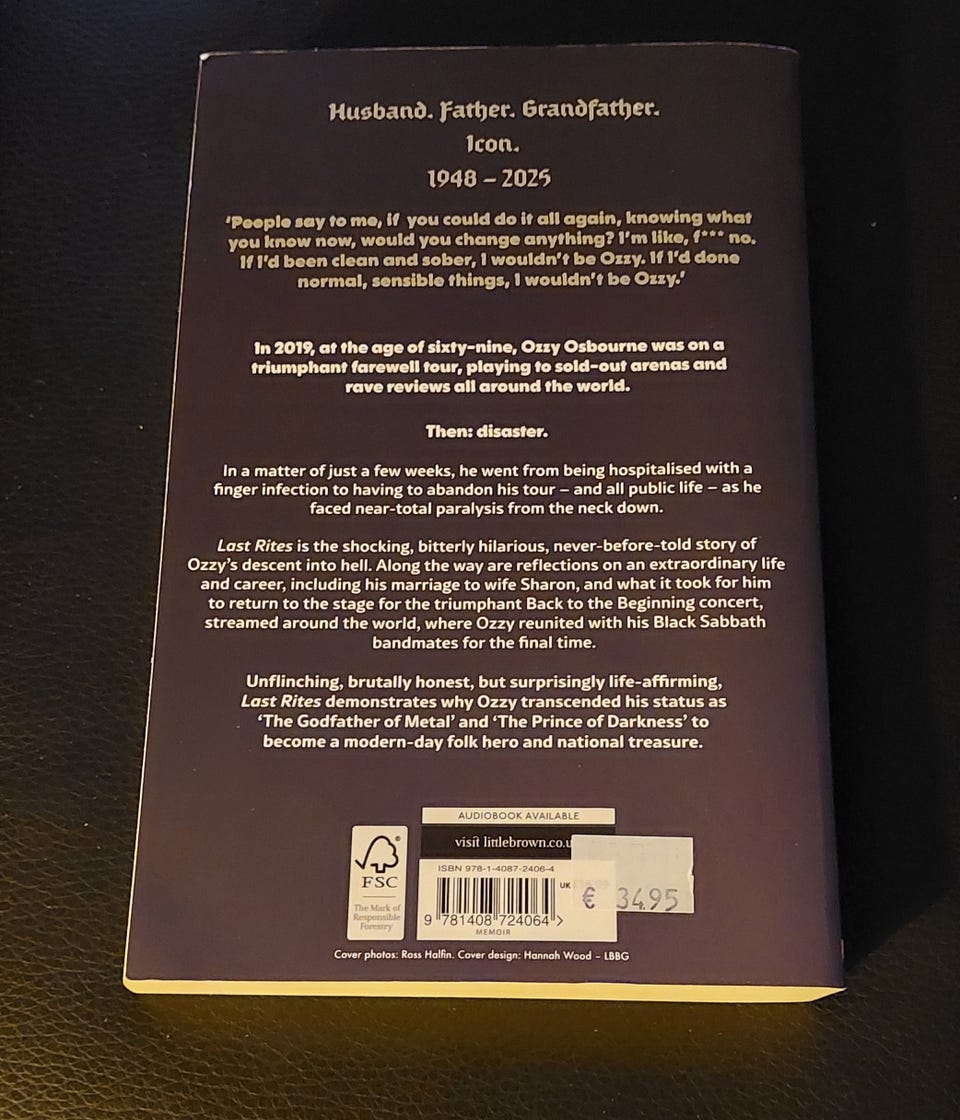 Husband. Father. Grandfather.
Icon.
1948 – 2025
‘People say to me, if you could do it all again, knowing what
you know now, would you change anything? I’m like, f*** no.
If I’d been clean and sober, I wouldn’t be Ozzy. If I’d done
normal, sensible things, I wouldn’t be Ozzy.’
In 2019, at the age of sixty-nine, Ozzy Osbourne was on a
triumphant farewell tour, playing to sold-out arenas and
rave reviews all around the world.
Then: disaster.
In a matter of just a few weeks, he went from being hospitalised with a
finger infection to having to abandon his tour – and all public life – as he
faced near-total paralysis from the neck down.
Last Rites is the shocking, bitterly hilarious, never-before-told story of
Ozzy’s descent into hell. Along the way are reflections on an extraordinary life
and career, including his marriage to wife Sharon, and what it took for him
to return to the stage for the triumphant Back to the Beginning concert,
streamed around the world, where Ozzy reunited with his Black Sabbath
bandmates for the final time.
Unflinching, brutally honest, but surprisingly life-affirming,
Last Rites demonstrates why Ozzy transcended his status as
‘The Godfather of Metal’ and ‘The Prince of Darkness’ to
become a modern-day folk hero and national treasure.
AUDIOBOOK AVAILABLE
visit littlebrown.co.u
FSC
The Mark of
Responsible
Forestry
ISBN 978-1-4087-2406-4
UK
€ 34.95
9 781408 724064 >
MEMOIR
Cover photos: Ross Halfin. Cover design: Hannah Wood – LBBG